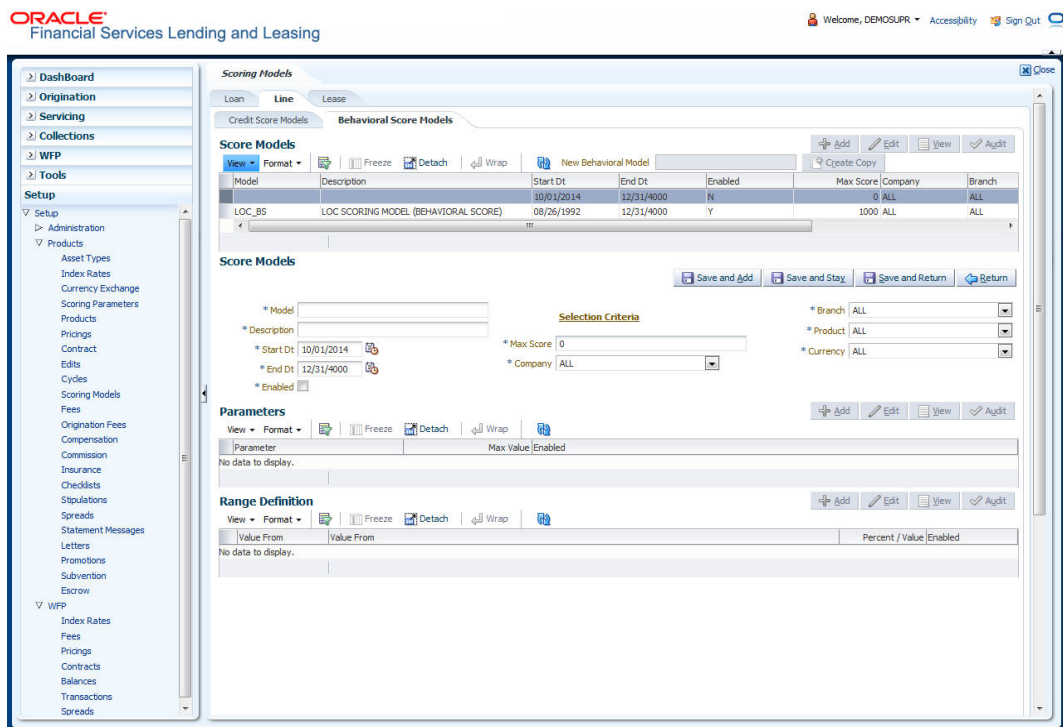 ORACLE
Financial Services Lending and Leasing
Welcome, DEMOSUPR Accessibility Sign Out
Close
DashBoard
Origination
Servicing
Collections
WFP
Tools
Setup
Setup
Administration
Products
Asset Types
Index Rates
Currency Exchange
Scoring Parameters
Products
Pricings
Contract
Edits
Cycles
Scoring Models
Fees
Origination Fees
Compensation
Commission
Insurance
Checklists
Stipulations
Spreads
Statement Messages
Letters
Promotions
Subvention
Escrow
WFP
Index Rates
Fees
Pricings
Contracts
Balances
Transactions
Spreads
Scoring Models
Loan Line Lease
Credit Score Models Behavioral Score Models
Score Models Add Edit View Audit
View Format Freeze Detach Wrap New Behavioral Model Create Copy
Model Description Start Dt End Dt Enabled Max Score Company Branch
10/01/2014 12/31/4000 N 0 ALL ALL
LOC_BS LOC SCORING MODEL (BEHAVIORAL SCORE) 08/26/1992 12/31/4000 Y 1000 ALL ALL
Score Models
Save and Add Save and Stay Save and Return Return
* Model
* Description
* Start Dt 10/01/2014
* End Dt 12/31/4000
* Enabled
Selection Criteria
* Max Score 0
* Company ALL
* Branch ALL
* Product ALL
* Currency ALL
Parameters Add Edit View Audit
View Format Freeze Detach Wrap
Parameter Max Value Enabled
No data to display.
Range Definition Add Edit View Audit
View Format Freeze Detach Wrap
Value From Value From Percent / Value Enabled
No data to display.